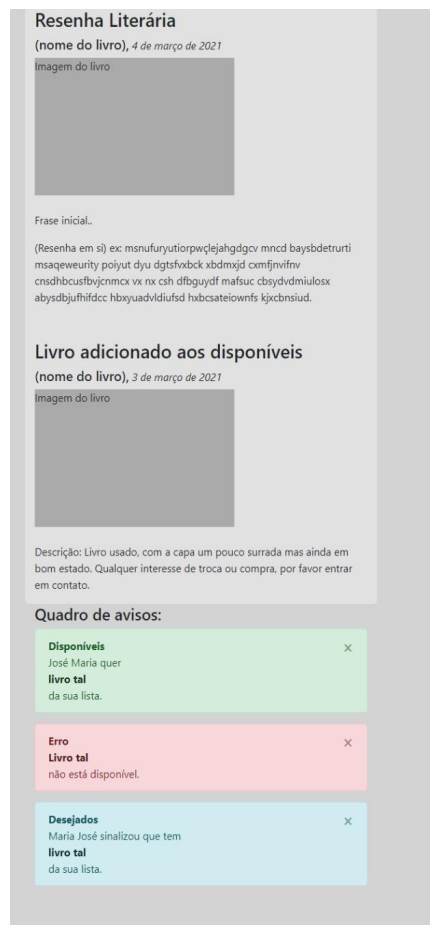 Resenha Literária
(nome do livro), 4 de março de 2021
Imagem do livro
Frase inicial..
(Resenha em si) ex: msnufuryutiorpwçlejahgdgcv mncd baysbdetrurti
msaqeweurity poiyut dyu dgtsfvxbck xbdmxjd cxmfjnvifnv
cnsdhbcusfbvjcnmcx vx nx csh dfbguydf mafsuc cbsydvdmiulosx
abysdbjufhifdcc hbxyuadvldiufsd hxbcsateiownfs kjxcbnsiud.
Livro adicionado aos disponíveis
(nome do livro), 3 de março de 2021
Imagem do livro
Descrição: Livro usado, com a capa um pouco surrada mas ainda em
bom estado. Qualquer interesse de troca ou compra, por favor entrar
em contato.
Quadro de avisos:
Disponíveis ×
José Maria quer
livro tal
da sua lista.
Erro ×
Livro tal
não está disponível.
Desejados ×
Maria José sinalizou que tem
livro tal
da sua lista.